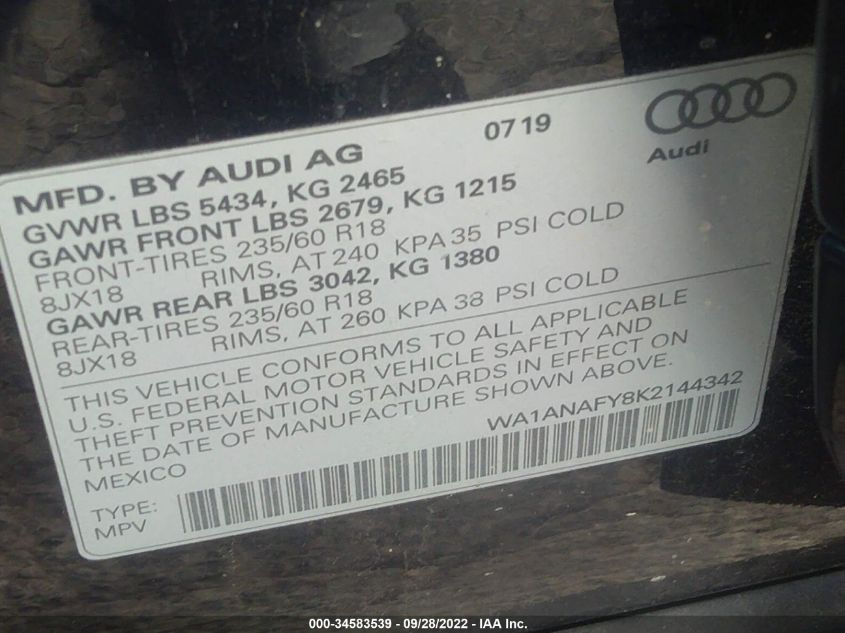 0719
Audi
MFD. BY AUDI AG
GVWR LBS 5434, KG 2465
GAWR FRONT LBS 2679, KG 1215
FRONT-TIRES 235/60 R18
8JX18 RIMS, AT 240 KPA 35 PSI COLD
GAWR REAR LBS 3042, KG 1380
REAR-TIRES 235/60 R18
8JX18 RIMS, AT 260 KPA 38 PSI COLD
THIS VEHICLE CONFORMS TO ALL APPLICABLE
U.S. FEDERAL MOTOR VEHICLE SAFETY AND
THEFT PREVENTION STANDARDS IN EFFECT ON
THE DATE OF MANUFACTURE SHOWN ABOVE.
MEXICO
WA1ANAFY8K2144342
TYPE:
MPV
000-34583539 - 09/28/2022 - IAA Inc.